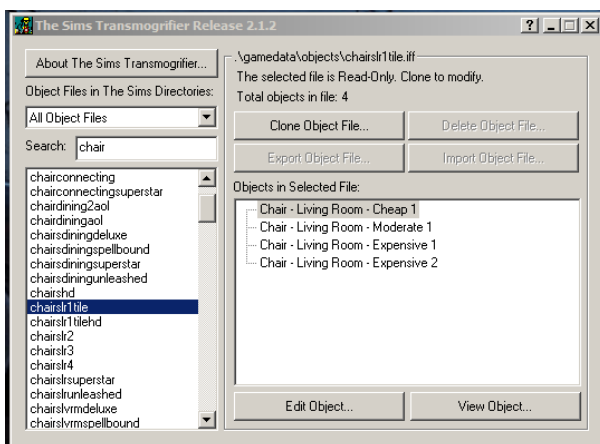 The Sims Transmogrifier Release 2.1.2
About The Sims Transmogrifier...
Object Files in The Sims Directories:
All Object Files
Search: chair
chairconnecting
chairconnectingsuperstar
chairdining2aol
chairdiningaol
chairsdiningdeluxe
chairsdiningspellbound
chairsdiningsuperstar
chairsdiningunleashed
chairshd
chairslr1tile
chairslr1tilehd
chairslr2
chairslr3
chairslr4
chairslrsuperstar
chairslrunleashed
chairslvrmdeluxe
chairslvrmspellbound
.\gamedata\objects\chairslr1tile.iff
The selected file is Read-Only. Clone to modify.
Total objects in file: 4
Clone Object File...
Delete Object File...
Export Object File...
Import Object File...
Objects in Selected File:
Chair - Living Room - Cheap 1
Chair - Living Room - Moderate 1
Chair - Living Room - Expensive 1
Chair - Living Room - Expensive 2
Edit Object...
View Object...